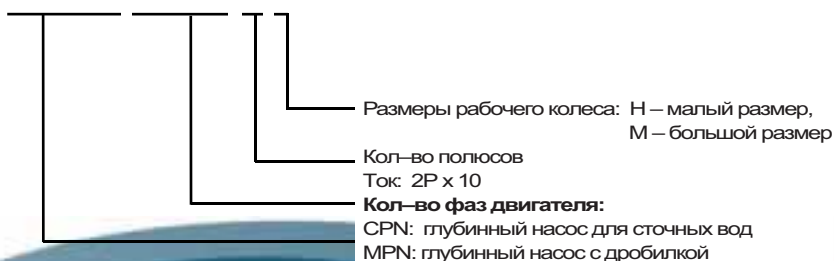 Размеры рабочего колеса: Н – малый размер,
М – большой размер
Кол–во полюсов
Ток: 2P x 10
Кол–во фаз двигателя:
CPN: глубинный насос для сточных вод
MPN: глубинный насос с дробилкой